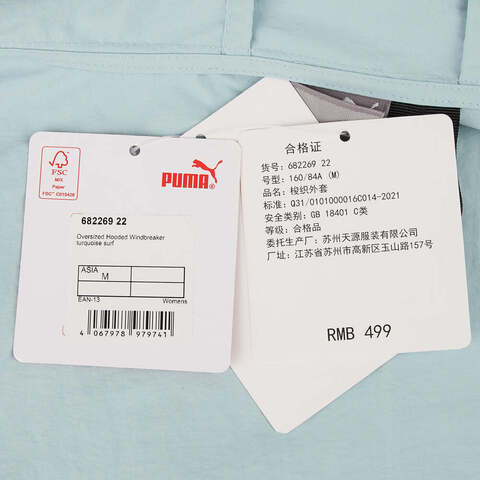 FSC
MIX
Paper
FSC™ C010428
PUMA
682269 22
Oversized Hooded Windbreaker
turquoise surf
ASIA
M
EAN-13 Womens
4 067978 979741
合格证
货号: 682269 22
号型: 160/84A (M)
品名: 梭织外套
标准: Q31/0101000016C014-2021
安全类别: GB 18401 C类
等级: 合格品
委托生产厂: 苏州天源服装有限公司
厂址: 江苏省苏州市高新区玉山路157号
RMB 499